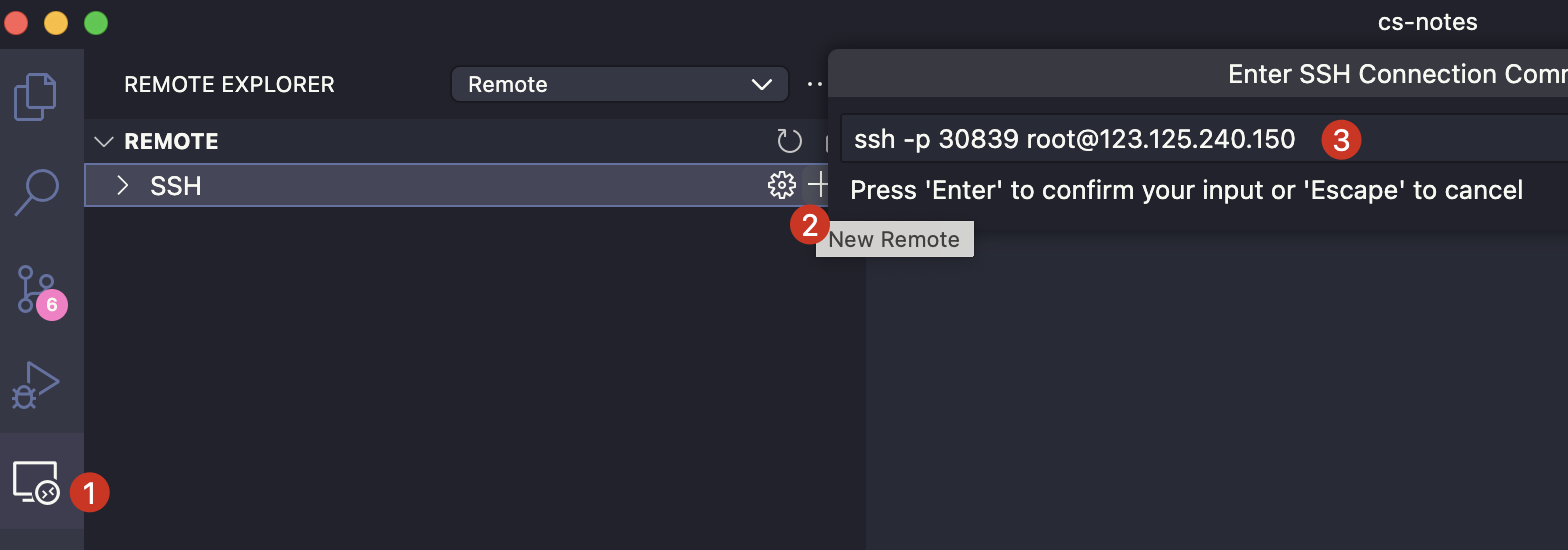 cs-notes
REMOTE EXPLORER
Remote
Enter SSH Connection
REMOTE
ssh -p 30839 root@123.125.240.150
3
SSH
Press 'Enter' to confirm your input or 'Escape' to cancel
2
New Remote
6
1